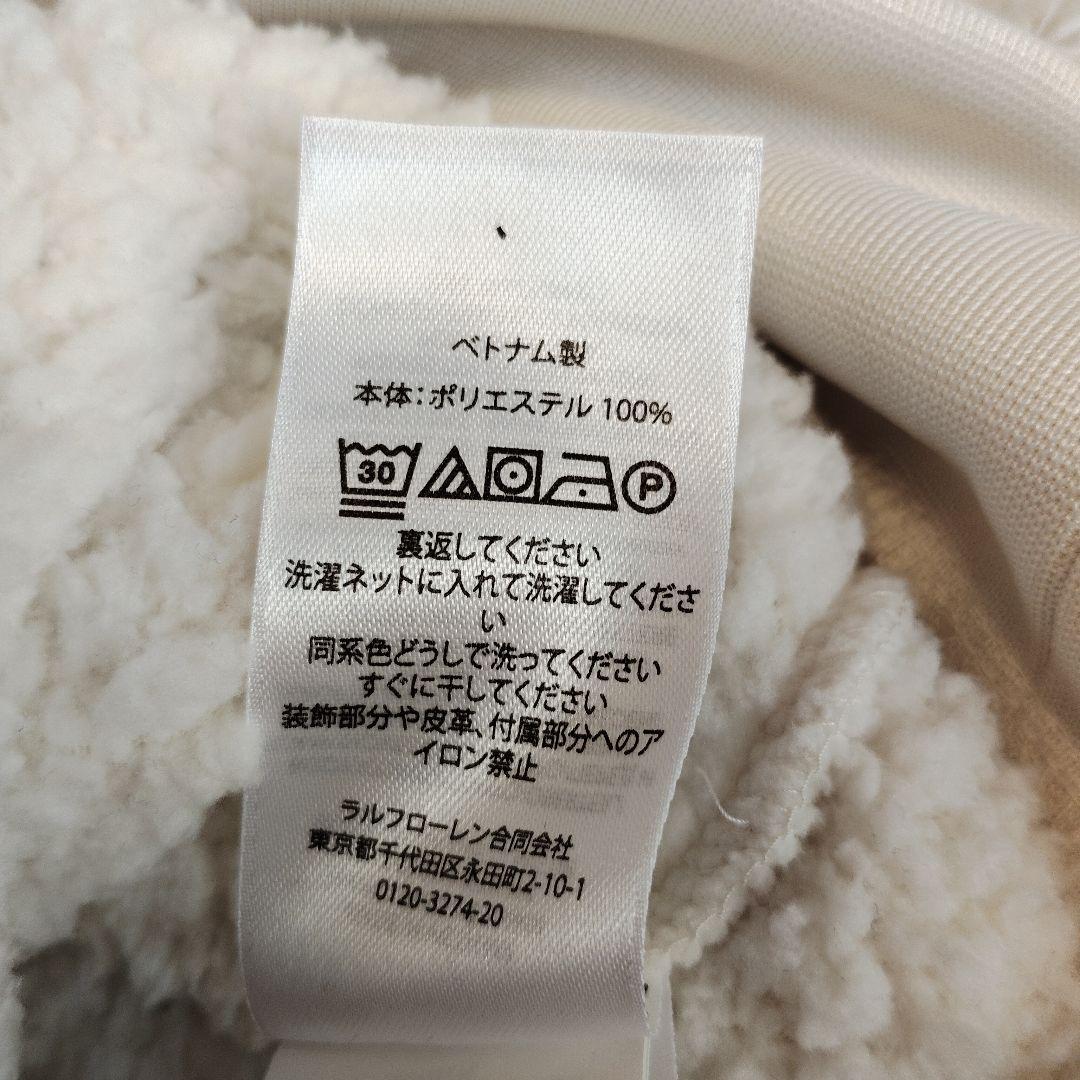 ベトナム製
本体：ポリエステル 100%
30 P
裏返してください
洗濯ネットに入れて洗濯してくださ
い
同系色どうしで洗ってください
すぐに干してください
装飾部分や皮革、付属部分へのア
イロン禁止
ラルフローレン合同会社
東京都千代田区永田町2-10-1
0120-3274-20